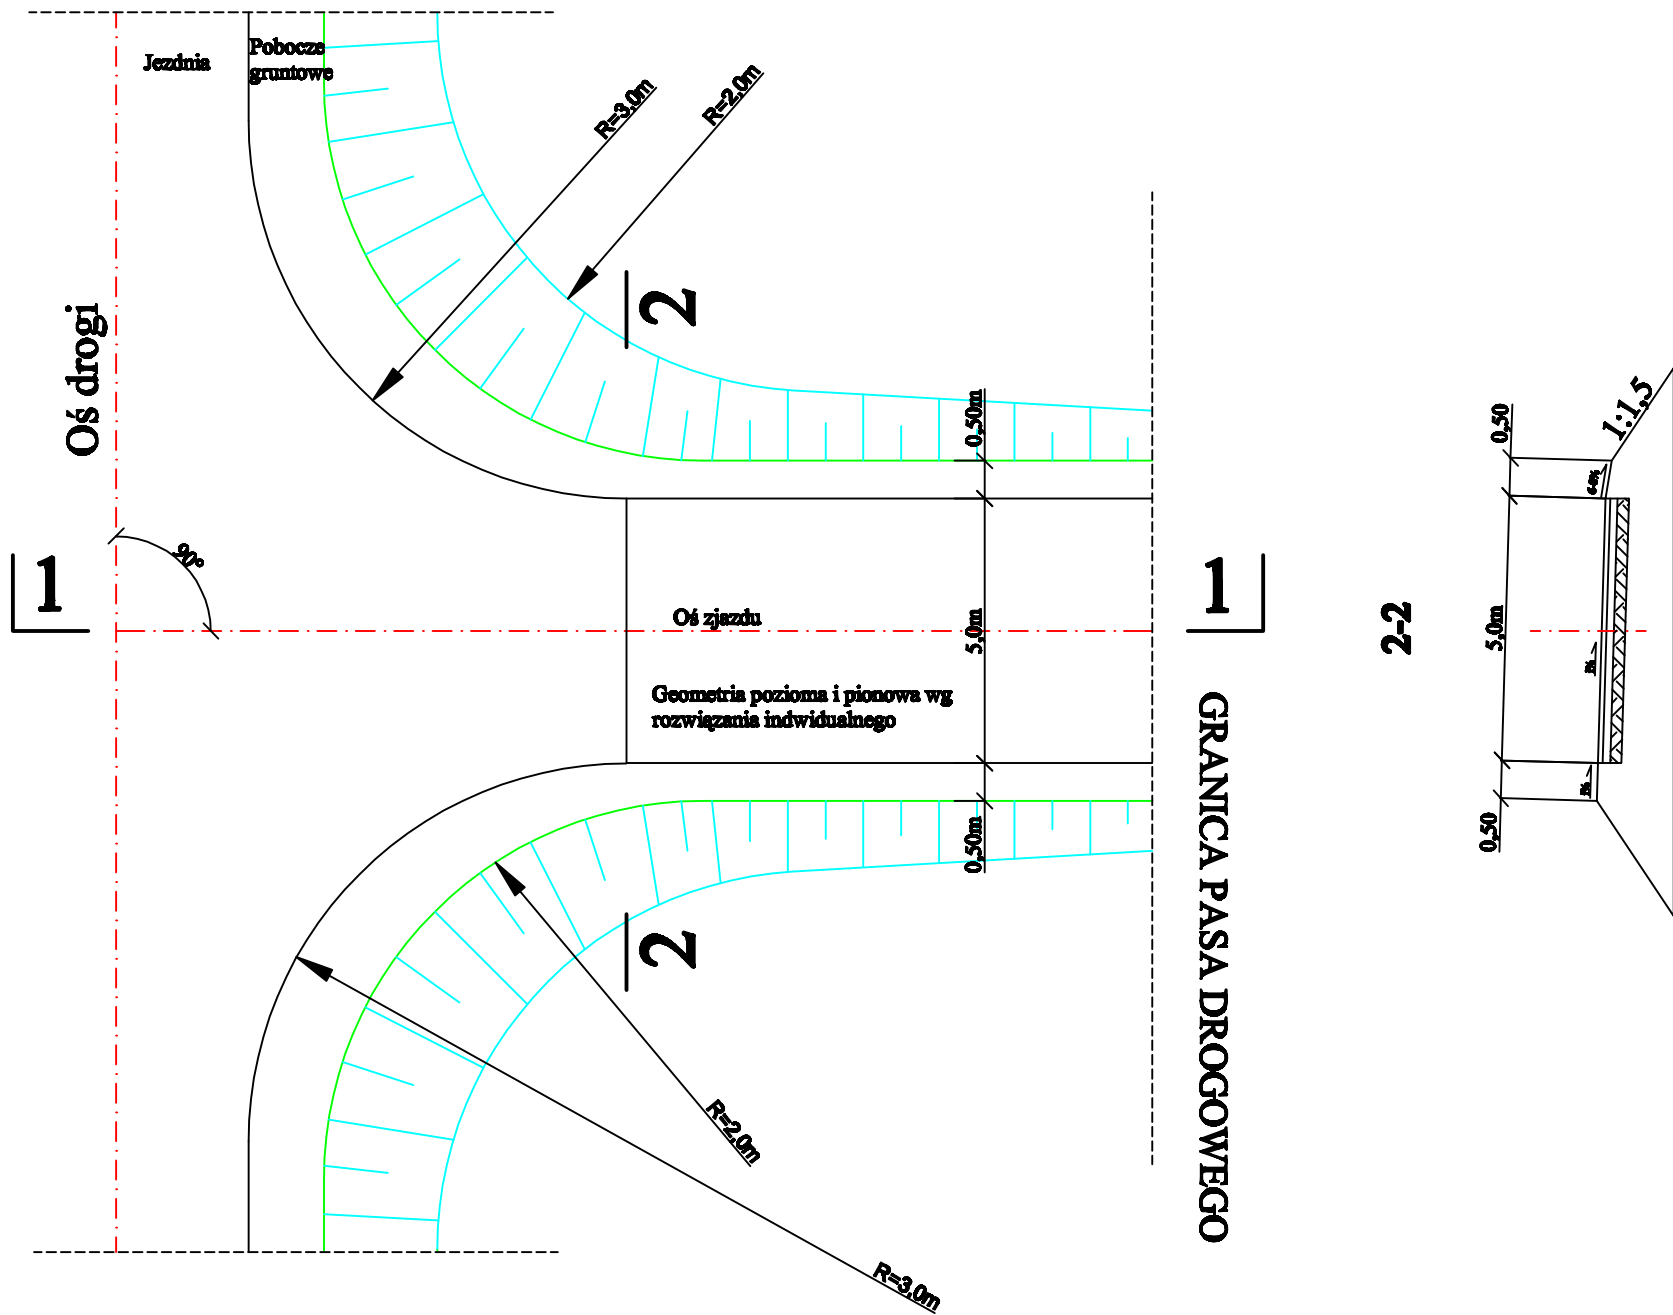 Jezdnia
Pobocze
gruntowe
R=3,0m
R=2,0m
Oś drogi
2
0,50m
90°
1
Oś zjazdu
5,0m
1
Geometria pozioma i pionowa wg
rozwiązania indwidualnego
GRANICA PASA DROGOWEGO
0,50m
2
R=2,0m
R=3,0m
2-2
0,50
1:1,5
6-8%
5,0m
0,50